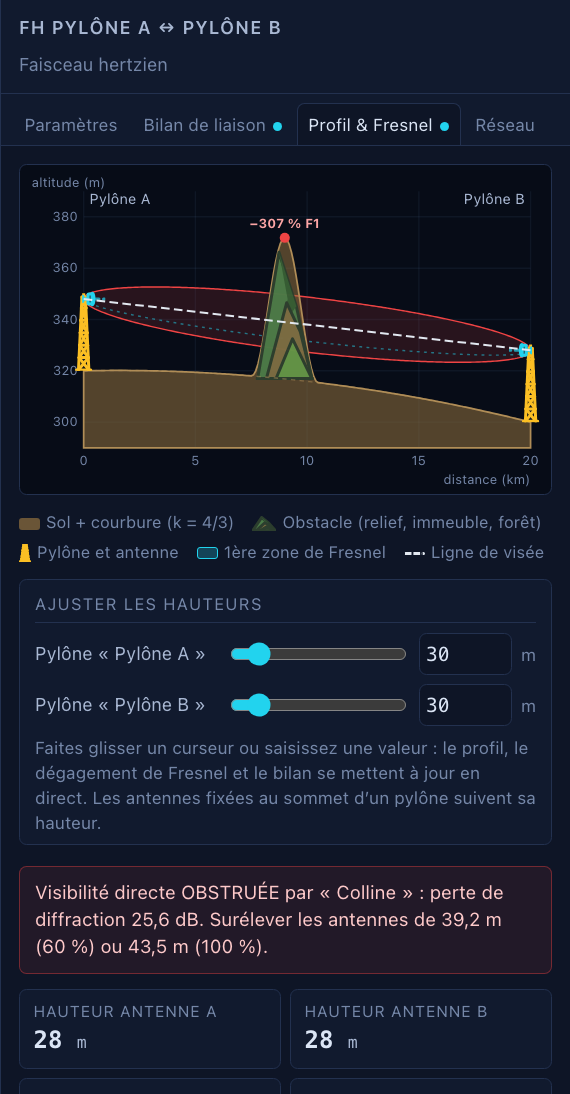 FH PYLÔNE A ↔ PYLÔNE B
Faisceau hertzien
Paramètres Bilan de liaison Profil & Fresnel Réseau
altitude (m)
Pylône A Pylône B
380
−307 % F1
360
340
320
300
0 5 10 15 20
distance (km)
Sol + courbure (k = 4/3) Obstacle (relief, immeuble, forêt)
Pylône et antenne 1ère zone de Fresnel Ligne de visée
AJUSTER LES HAUTEURS
Pylône « Pylône A » 30 m
Pylône « Pylône B » 30 m
Faites glisser un curseur ou saisissez une valeur : le profil, le
dégagement de Fresnel et le bilan se mettent à jour en
direct. Les antennes fixées au sommet d’un pylône suivent sa
hauteur.
Visibilité directe OBSTRUÉE par « Colline » : perte de
diffraction 25,6 dB. Surélever les antennes de 39,2 m
(60 %) ou 43,5 m (100 %).
HAUTEUR ANTENNE A HAUTEUR ANTENNE B
28 m 28 m